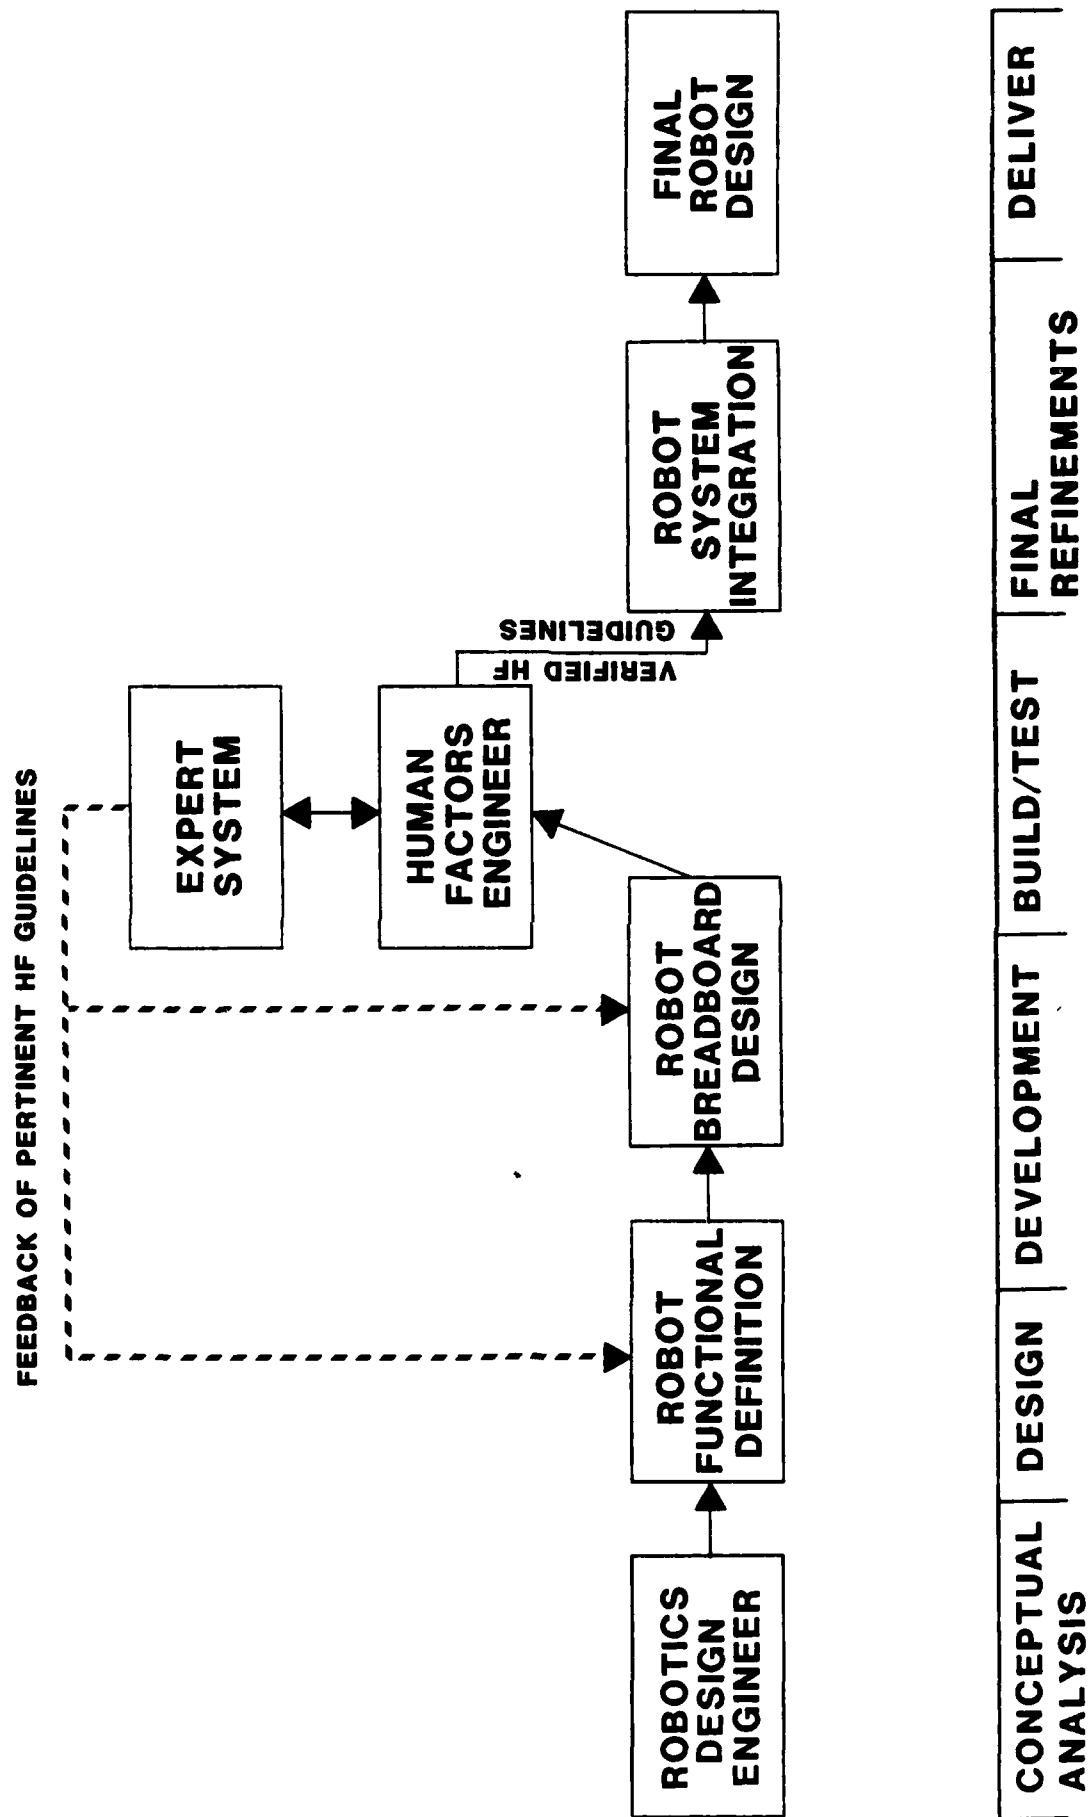 FEEDBACK OF PERTINENT HF GUIDELINES
EXPERT
SYSTEM
HUMAN
FACTORS
ENGINEER
VERIFIED HF
GUIDELINES
ROBOTICS
DESIGN
ENGINEER
ROBOT
FUNCTIONAL
DEFINITION
ROBOT
BREADBOARD
DESIGN
ROBOT
SYSTEM
INTEGRATION
FINAL
ROBOT
DESIGN
CONCEPTUAL
ANALYSIS
DESIGN
DEVELOPMENT
BUILD/TEST
FINAL
REFINEMENTS
DELIVER